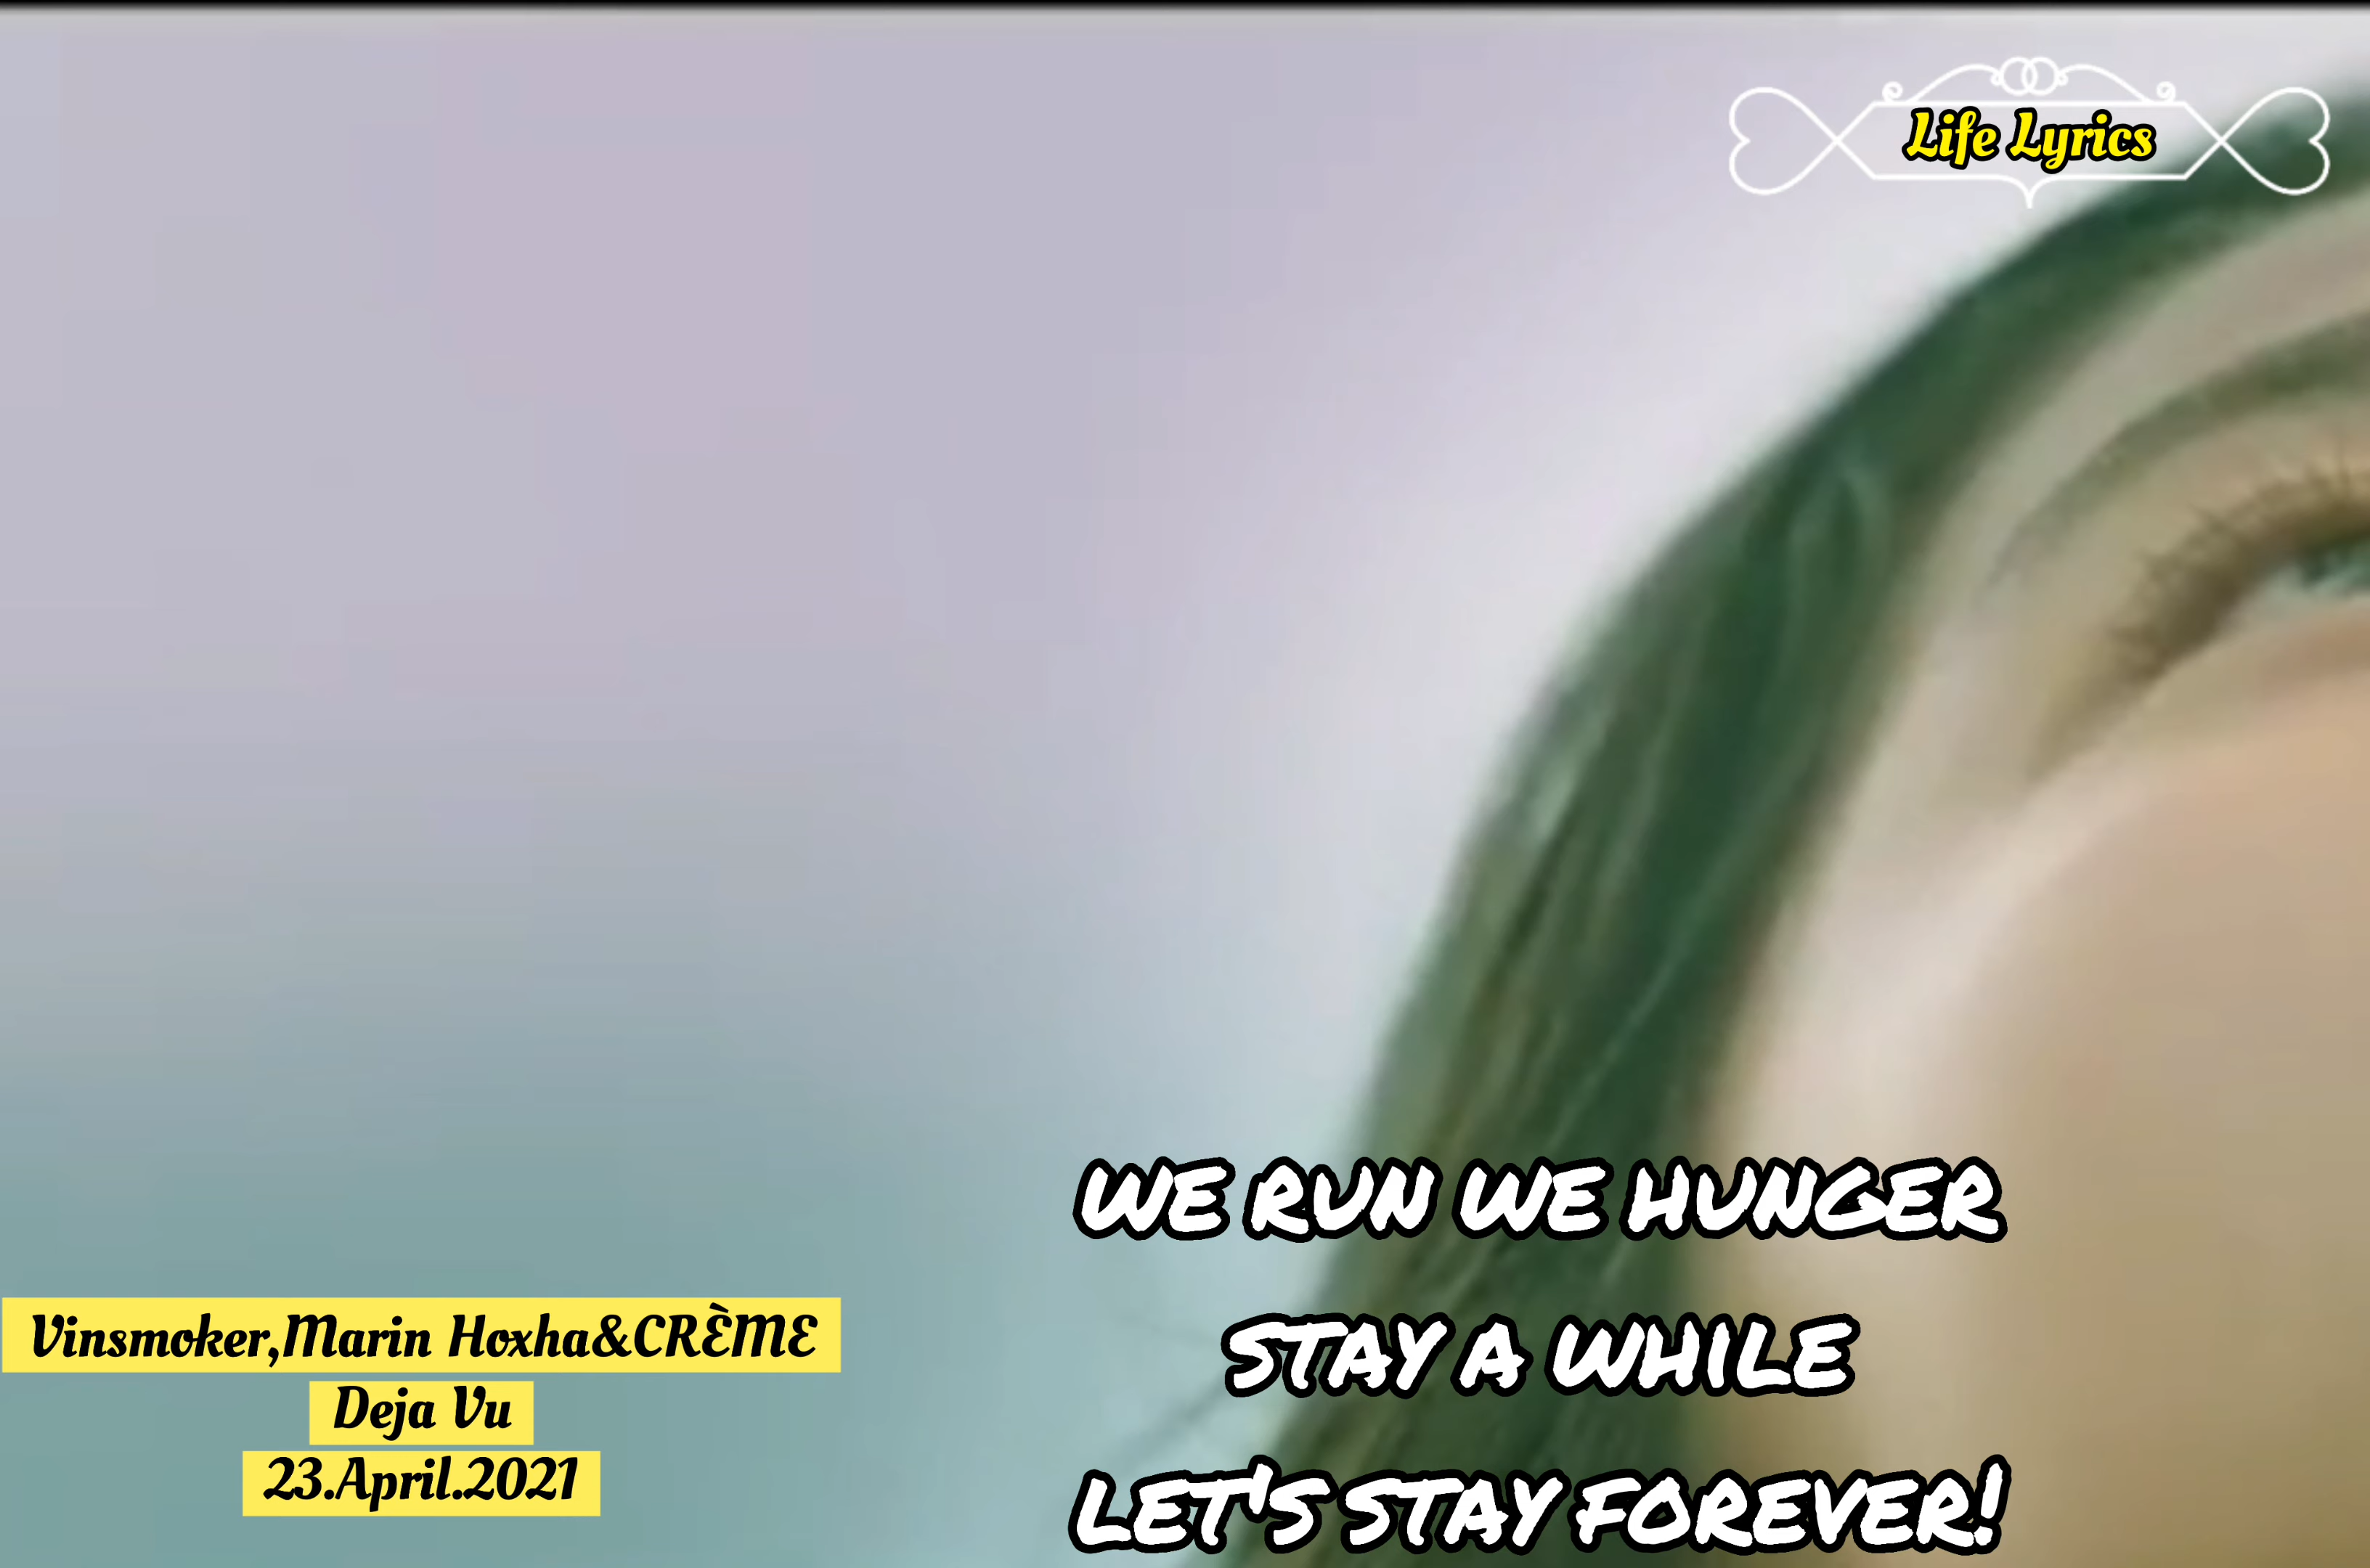 Life Lyrics
WE RUN WE HUNGER
STAY A WHILE
LET'S STAY FOREVER!
Vinsmoker,Marin Hoxha&CRÈME
Deja Vu
23.April.2021